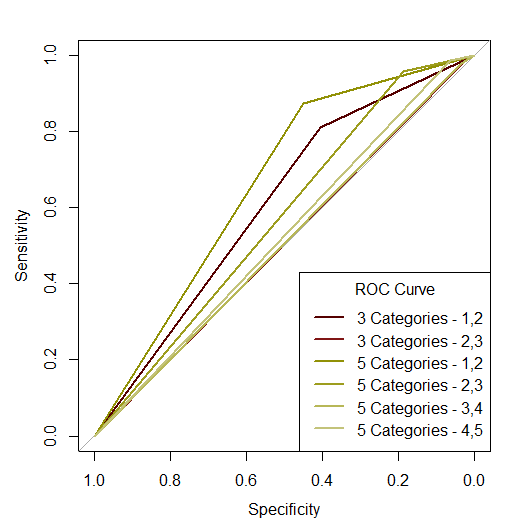 1.0
0.8
0.6
0.4
0.2
0.0
Sensitivity
ROC Curve
3 Categories - 1,2
3 Categories - 2,3
5 Categories - 1,2
5 Categories - 2,3
5 Categories - 3,4
5 Categories - 4,5
1.0 0.8 0.6 0.4 0.2 0.0
Specificity